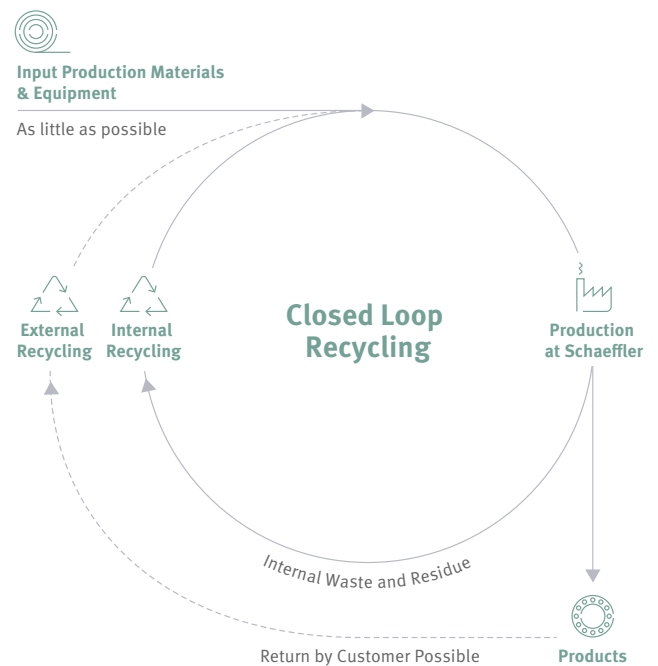 Input Production Materials
& Equipment
As little as possible
External
Recycling
Internal
Recycling
Closed Loop
Recycling
Production
at Schaeffler
Internal Waste and Residue
Return by Customer Possible
Products